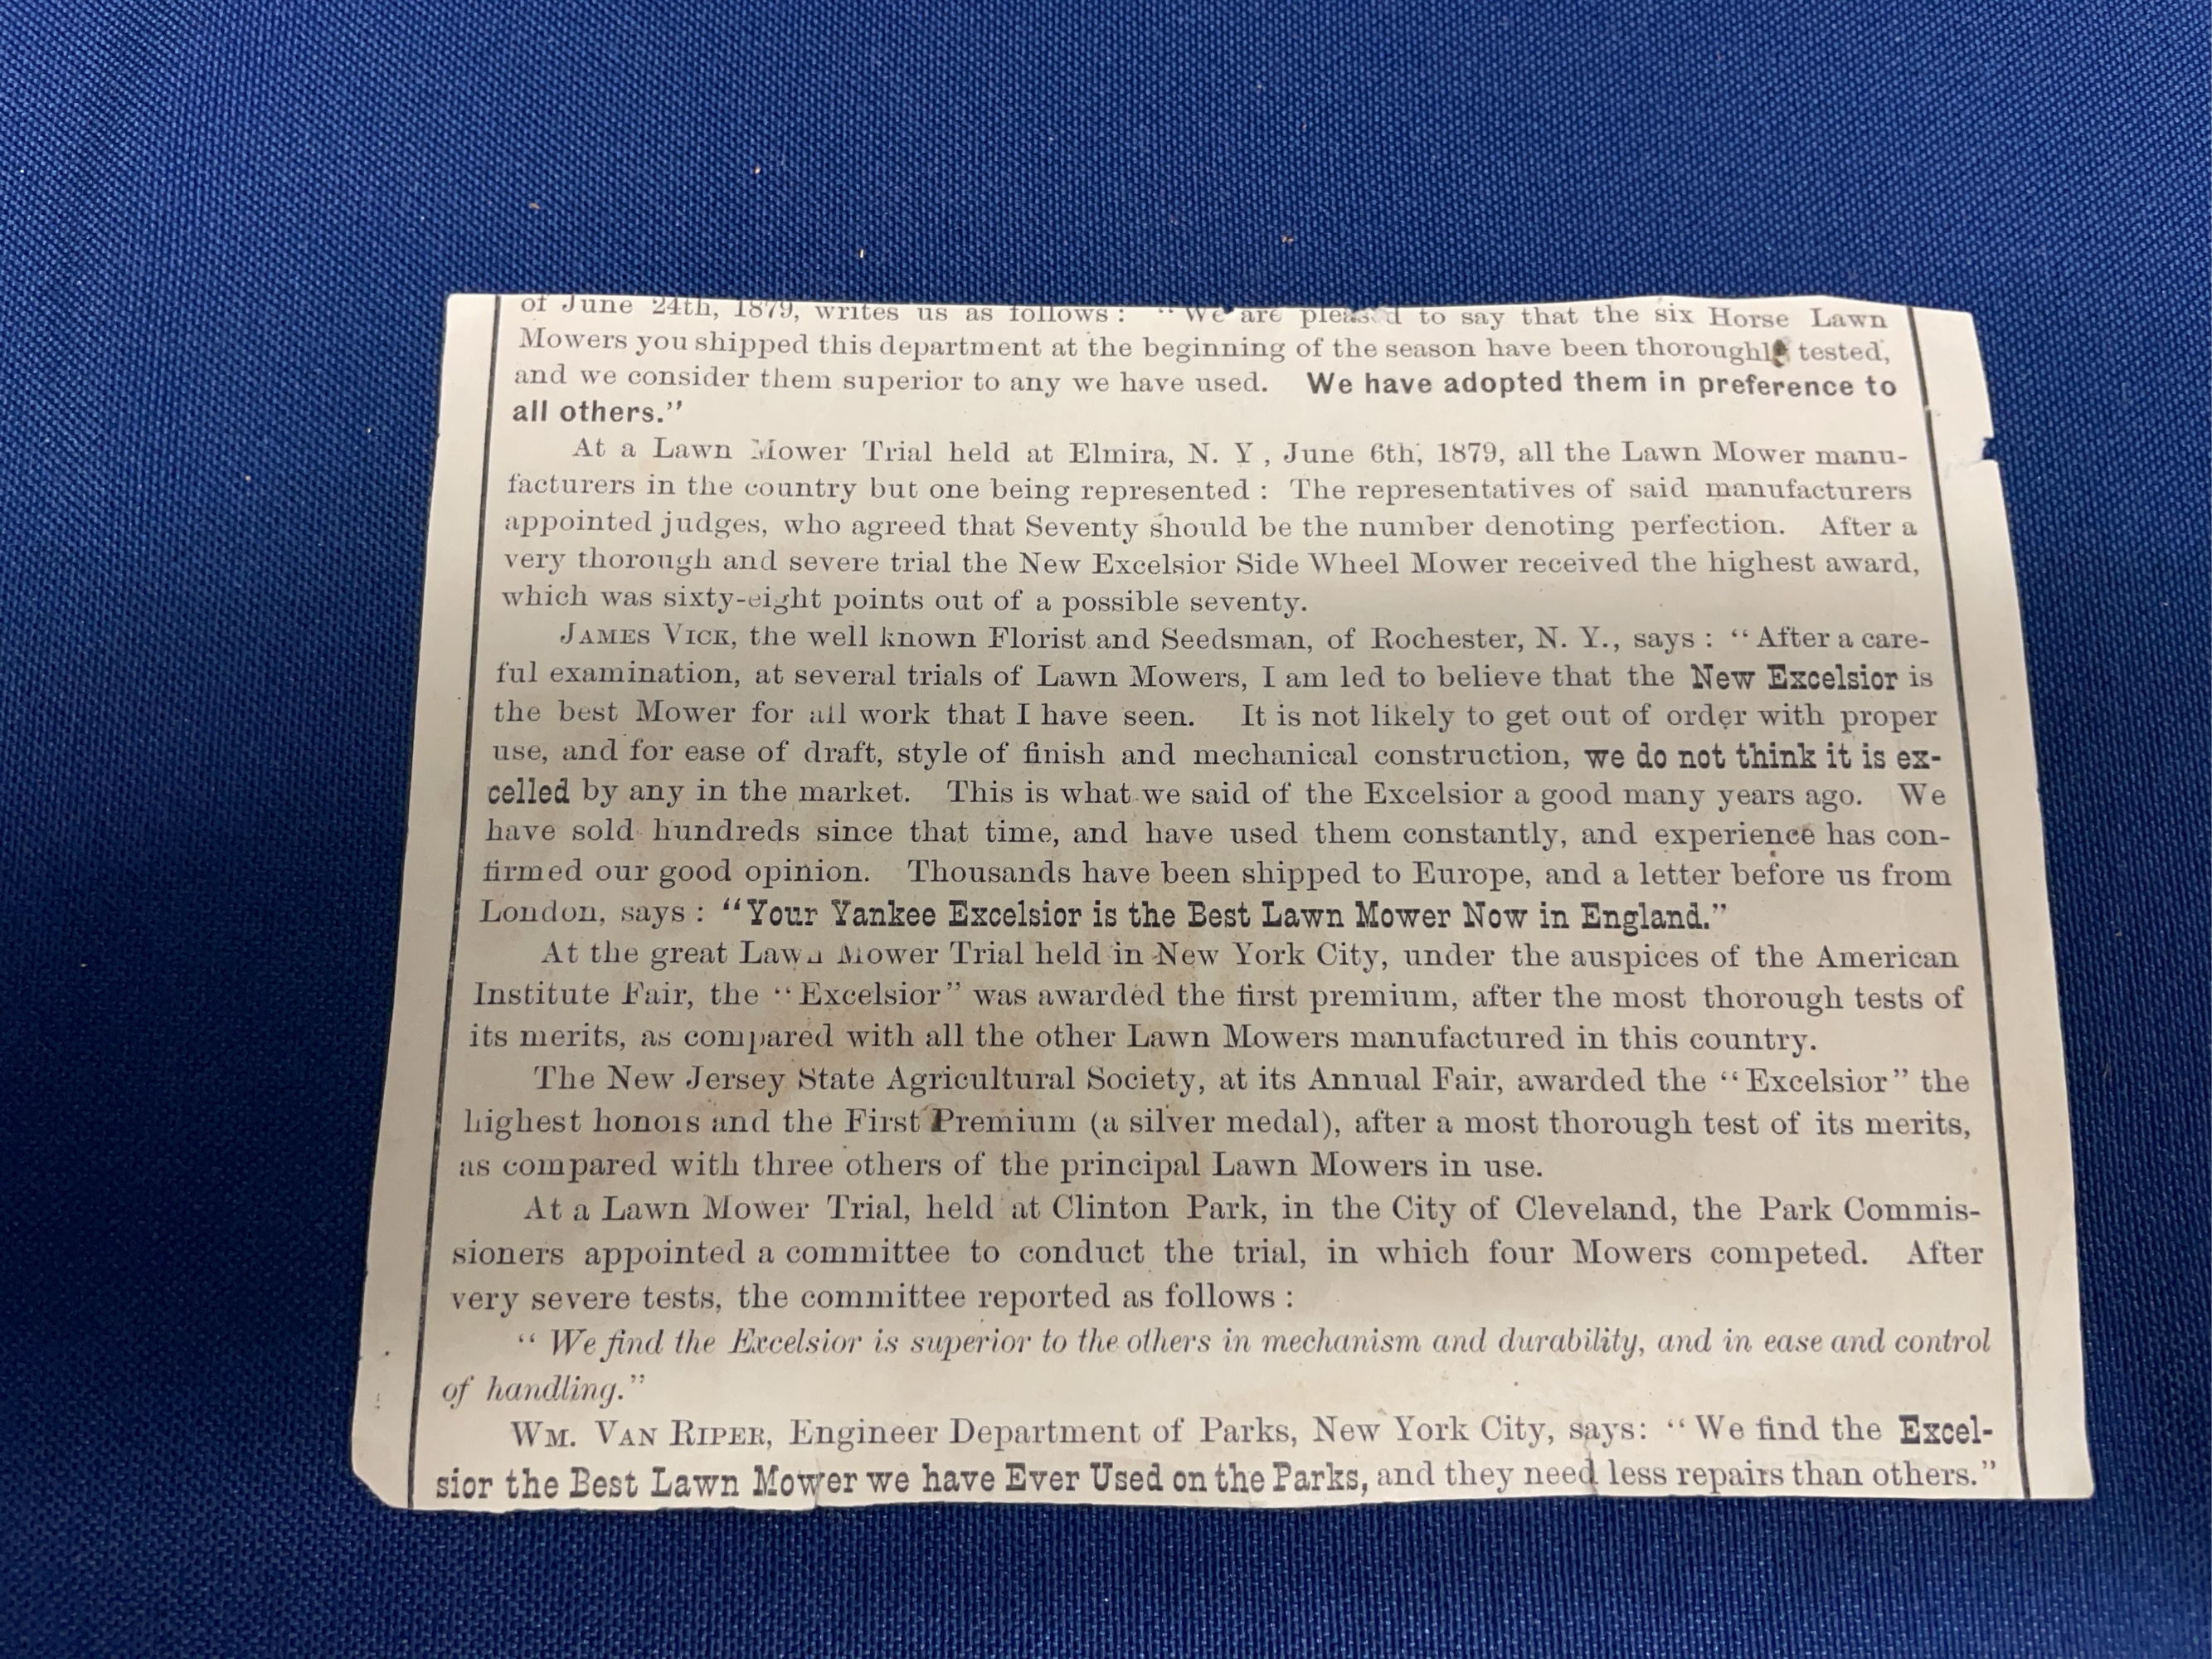 of June 24th, 1879, writes us as follows : "We are pleased to say that the six Horse Lawn
Mowers you shipped this department at the beginning of the season have been thoroughly tested,
and we consider them superior to any we have used. We have adopted them in preference to
all others."
At a Lawn Mower Trial held at Elmira, N. Y , June 6th, 1879, all the Lawn Mower manu-
facturers in the country but one being represented : The representatives of said manufacturers
appointed judges, who agreed that Seventy should be the number denoting perfection. After a
very thorough and severe trial the New Excelsior Side Wheel Mower received the highest award,
which was sixty-eight points out of a possible seventy.
JAMES VICK, the well known Florist and Seedsman, of Rochester, N. Y., says : "After a care-
ful examination, at several trials of Lawn Mowers, I am led to believe that the New Excelsior is
the best Mower for all work that I have seen. It is not likely to get out of order with proper
use, and for ease of draft, style of finish and mechanical construction, we do not think it is ex-
celled by any in the market. This is what we said of the Excelsior a good many years ago. We
have sold hundreds since that time, and have used them constantly, and experience has con-
firmed our good opinion. Thousands have been shipped to Europe, and a letter before us from
London, says : "Your Yankee Excelsior is the Best Lawn Mower Now in England."
At the great Lawn Mower Trial held in New York City, under the auspices of the American
Institute Fair, the "Excelsior" was awarded the first premium, after the most thorough tests of
its merits, as compared with all the other Lawn Mowers manufactured in this country.
The New Jersey State Agricultural Society, at its Annual Fair, awarded the "Excelsior" the
highest honors and the First Premium (a silver medal), after a most thorough test of its merits,
as compared with three others of the principal Lawn Mowers in use.
At a Lawn Mower Trial, held at Clinton Park, in the City of Cleveland, the Park Commis-
sioners appointed a committee to conduct the trial, in which four Mowers competed. After
very severe tests, the committee reported as follows :
"We find the Excelsior is superior to the others in mechanism and durability, and in ease and control
of handling."
WM. VAN RIPER, Engineer Department of Parks, New York City, says: "We find the Excel-
sior the Best Lawn Mower we have Ever Used on the Parks, and they need less repairs than others."